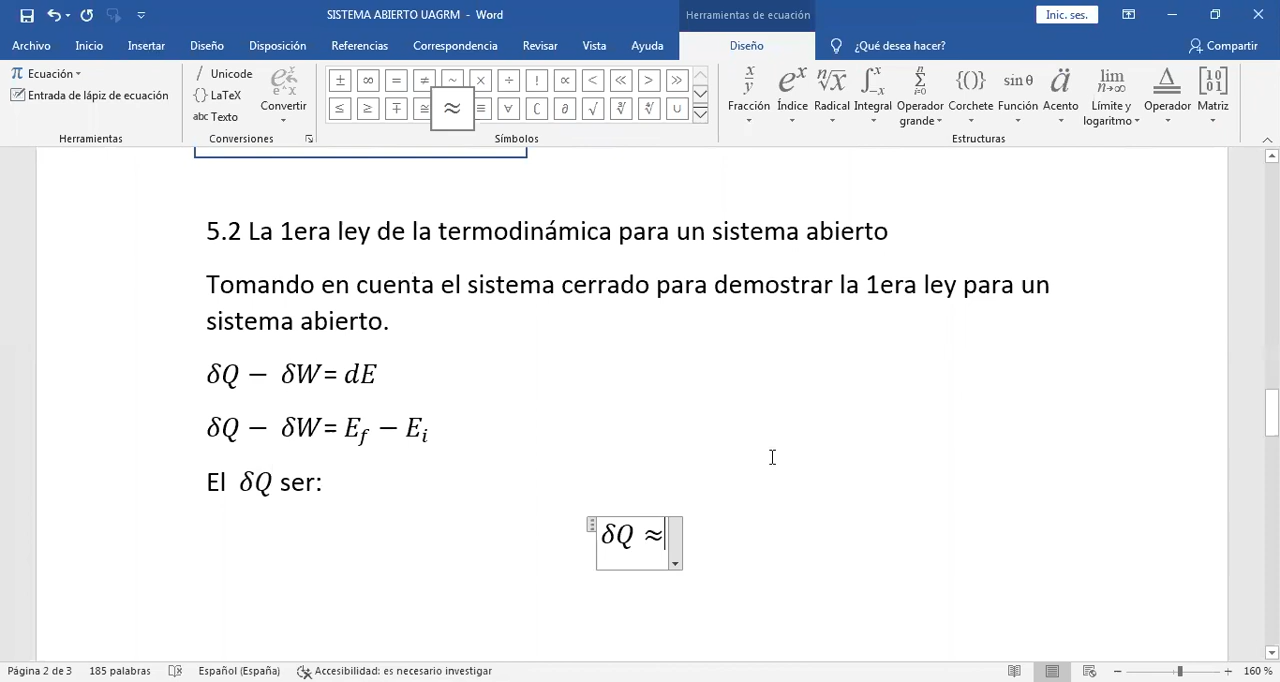 SISTEMA ABIERTO UAGRM - Word
Herramientas de ecuación
Inic. ses.
Archivo Inicio Insertar Diseño Disposición Referencias Correspondencia Revisar Vista Ayuda Diseño ¿Qué desea hacer? Compartir
π Ecuación
Entrada de lápiz de ecuación
Herramientas
/ Unicode
{} LaTeX
abc Texto
Convertir
Conversiones
± ∞ = ≠ ~ × ÷ ! ∝ < ≪ > ≫
≤ ≥ ∓ ≅ ≈ ≡ ∀ ∁ ∂ √ ∛ ∜ ∪
Símbolos
Fracción Índice Radical Integral Operador grande Corchete Función Acento Límite y logaritmo Operador Matriz
Estructuras
5.2 La 1era ley de la termodinámica para un sistema abierto
Tomando en cuenta el sistema cerrado para demostrar la 1era ley para un
sistema abierto.
δQ − δW= dE
δQ − δW= E_f − E_i
El δQ ser:
δQ ≈
Página 2 de 3 185 palabras Español (España) Accesibilidad: es necesario investigar 160 %